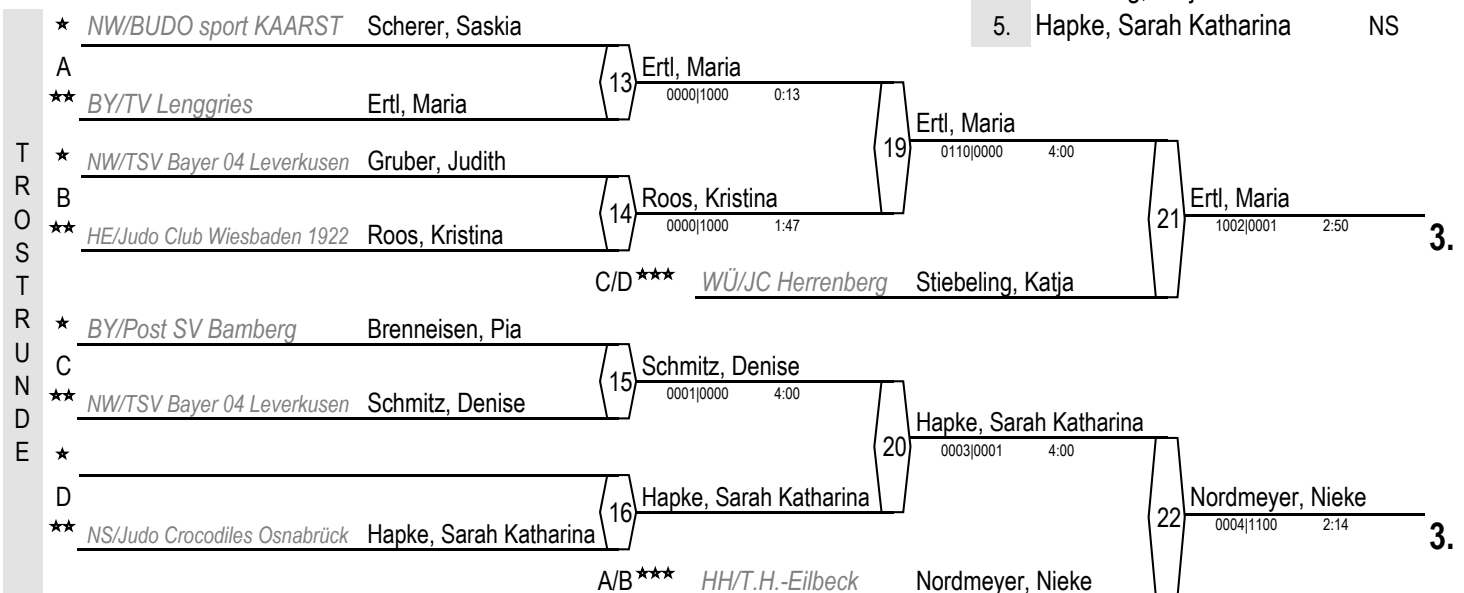 5. Hapke, Sarah Katharina NS
TROSTRUNDE
NW/BUDO sport KAARST Scherer, Saskia
A
13 Ertl, Maria
0000|1000 0:13
BY/TV Lenggries Ertl, Maria
19 Ertl, Maria
0110|0000 4:00
NW/TSV Bayer 04 Leverkusen Gruber, Judith
B
14 Roos, Kristina
0000|1000 1:47
HE/Judo Club Wiesbaden 1922 Roos, Kristina
21 Ertl, Maria
1002|0001 2:50
3.
C/D WÜ/JC Herrenberg Stiebeling, Katja
BY/Post SV Bamberg Brenneisen, Pia
C
15 Schmitz, Denise
0001|0000 4:00
NW/TSV Bayer 04 Leverkusen Schmitz, Denise
20 Hapke, Sarah Katharina
0003|0001 4:00
D
16 Hapke, Sarah Katharina
NS/Judo Crocodiles Osnabrück Hapke, Sarah Katharina
22 Nordmeyer, Nieke
0004|1100 2:14
3.
A/B HH/T.H.-Eilbeck Nordmeyer, Nieke